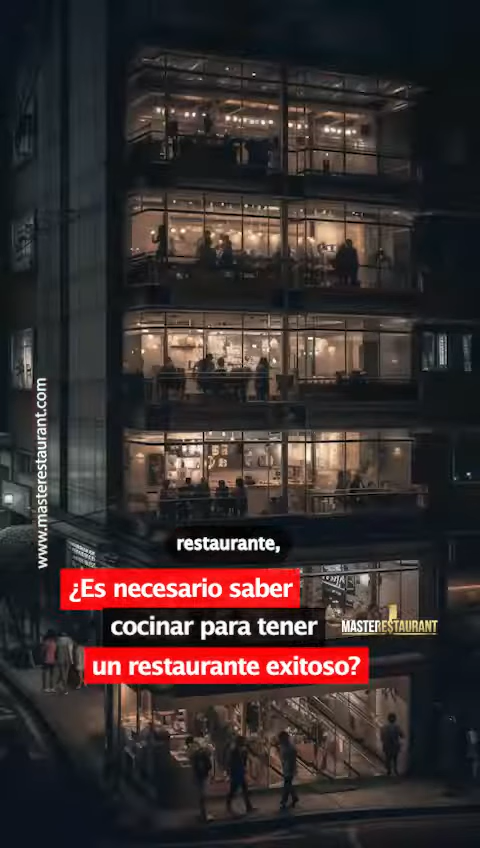 www.masterestaurant.com
restaurante,
¿Es necesario saber
cocinar para tener
un restaurante exitoso?
MASTERESTAURANT